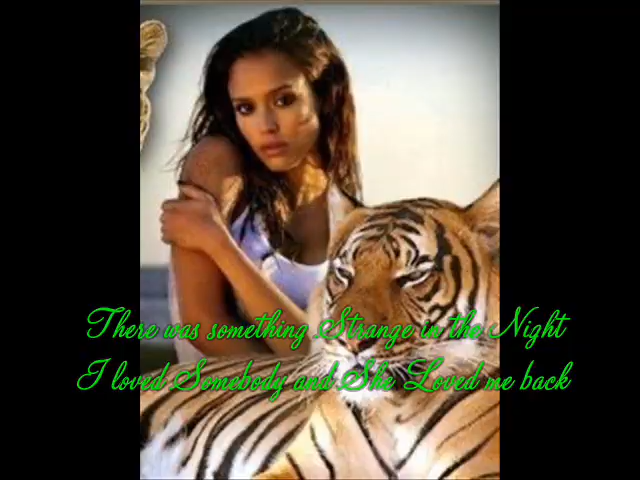 There was something Strange in the Night
I loved Somebody and She Loved me back